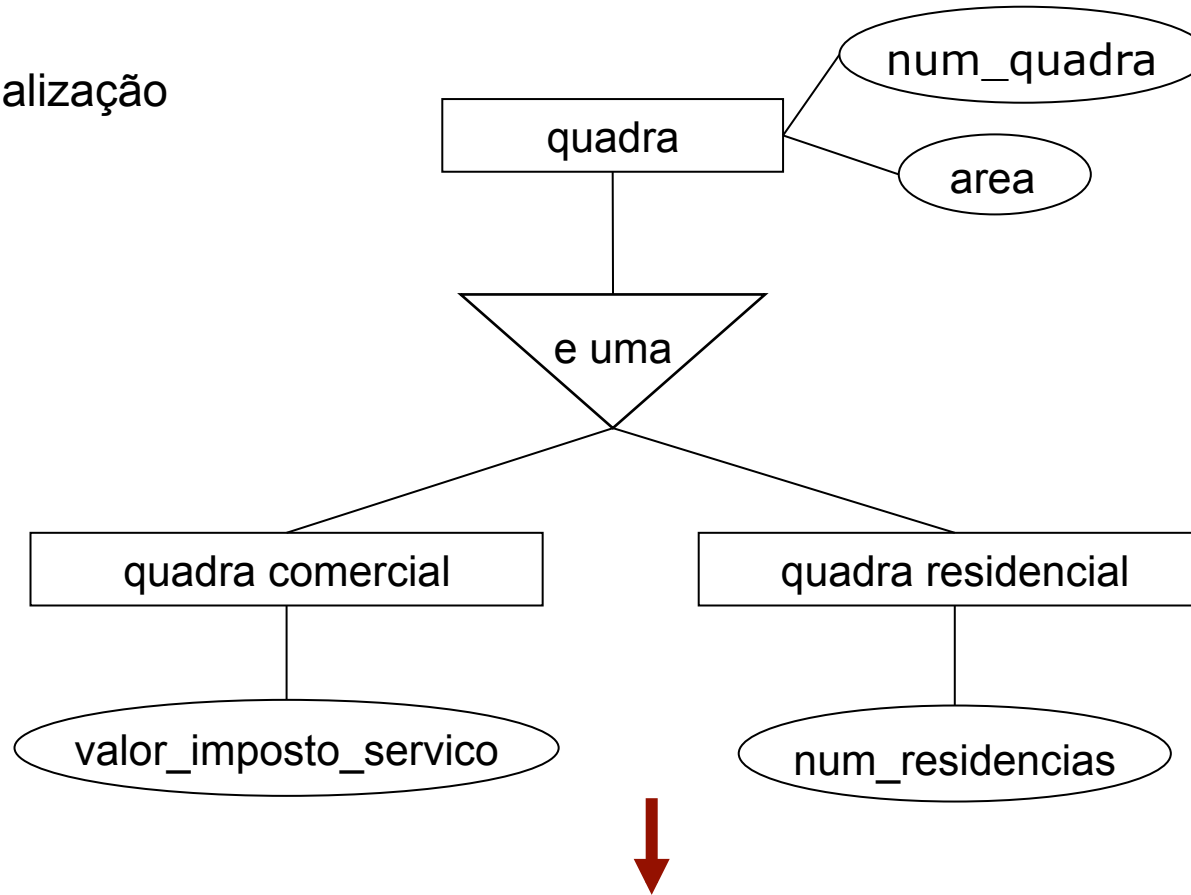 alização
num_quadra
quadra
area
e uma
quadra comercial
quadra residencial
valor_imposto_servico
num_residencias